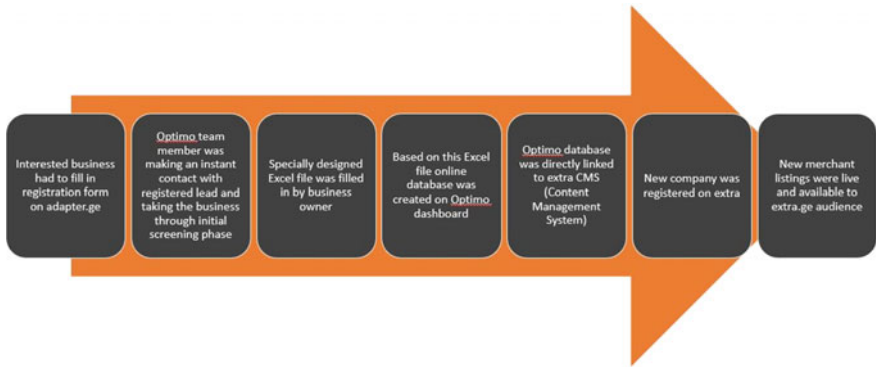 Interested business
had to fill in
registration form
on adapter.ge
Optimo team
member was
making an instant
contact with
registered lead and
taking the business
through initial
screening phase
Specially designed
Excel file was filled
in by business
owner
Based on this Excel
file online
database was
created on Optimo
dashboard
Optimo database
was directly linked
to extra CMS
(Content
Management
System)
New company was
registered on extra
New merchant
listings were live
and available to
extra.ge audience